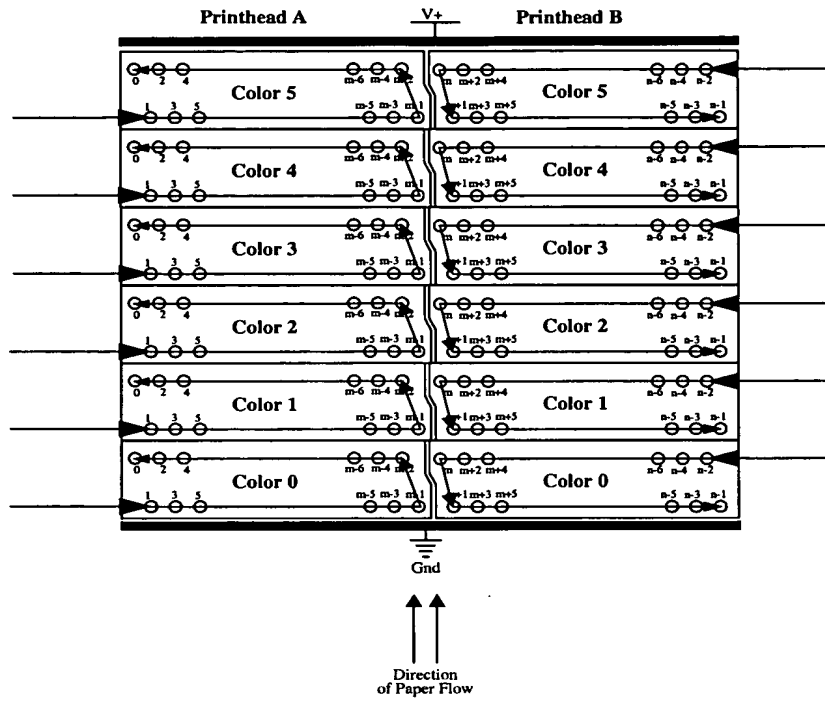 Printhead A V+ Printhead B
0 2 4 m-6 m-4 m-2 m m+2 m+4 n-6 n-4 n-2
Color 5 Color 5
1 3 5 m-5 m-3 m-1 m+1 m+3 m+5 n-5 n-3 n-1
0 2 4 m-6 m-4 m-2 m m+2 m+4 n-6 n-4 n-2
Color 4 Color 4
1 3 5 m-5 m-3 m-1 m+1 m+3 m+5 n-5 n-3 n-1
0 2 4 m-6 m-4 m-2 m m+2 m+4 n-6 n-4 n-2
Color 3 Color 3
1 3 5 m-5 m-3 m-1 m+1 m+3 m+5 n-5 n-3 n-1
0 2 4 m-6 m-4 m-2 m m+2 m+4 n-6 n-4 n-2
Color 2 Color 2
1 3 5 m-5 m-3 m-1 m+1 m+3 m+5 n-5 n-3 n-1
0 2 4 m-6 m-4 m-2 m m+2 m+4 n-6 n-4 n-2
Color 1 Color 1
1 3 5 m-5 m-3 m-1 m+1 m+3 m+5 n-5 n-3 n-1
0 2 4 m-6 m-4 m-2 m m+2 m+4 n-6 n-4 n-2
Color 0 Color 0
1 3 5 m-5 m-3 m-1 m+1 m+3 m+5 n-5 n-3 n-1
Gnd
Direction
of Paper Flow